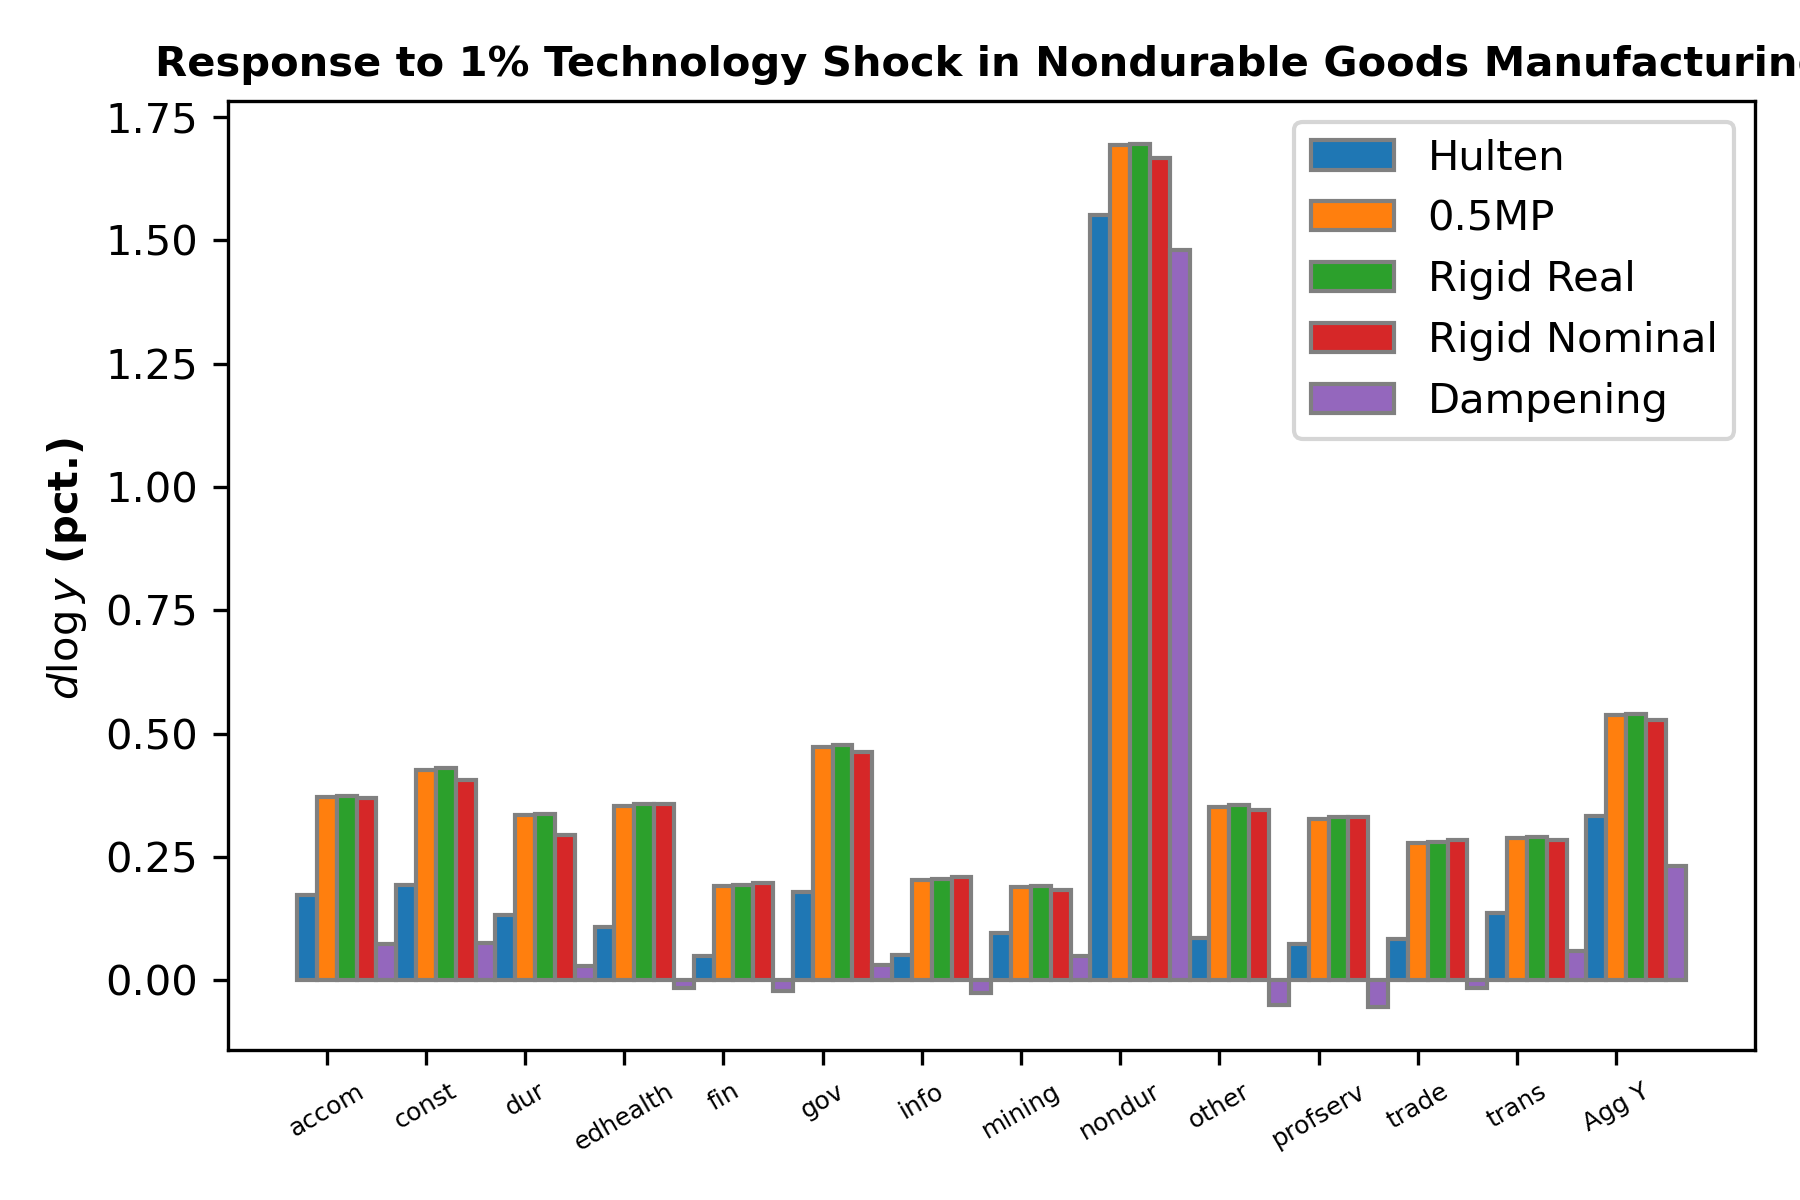 Response to 1% Technology Shock in Nondurable Goods Manufacturin
1.75
1.50
1.25
1.00
0.75
0.50
0.25
0.00
dlog y (pct.)
Hulten
0.5MP
Rigid Real
Rigid Nominal
Dampening
accom
const
dur
edhealth
fin
gov
info
mining
nondur
other
profserv
trade
trans
Agg Y